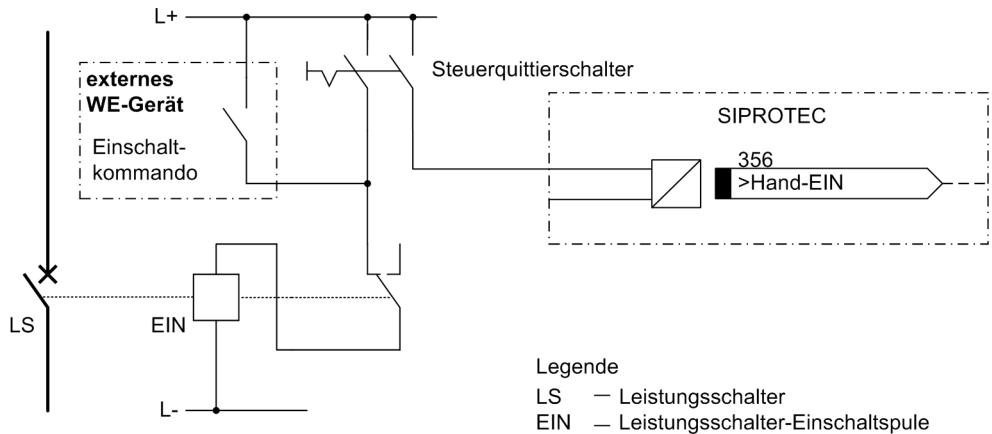 L+
externes
WE-Gerät
Einschalt-
kommando
Steuerquittierschalter
SIPROTEC
356
>Hand-EIN
LS
EIN
L-
Legende
LS – Leistungsschalter
EIN – Leistungsschalter-Einschaltspule